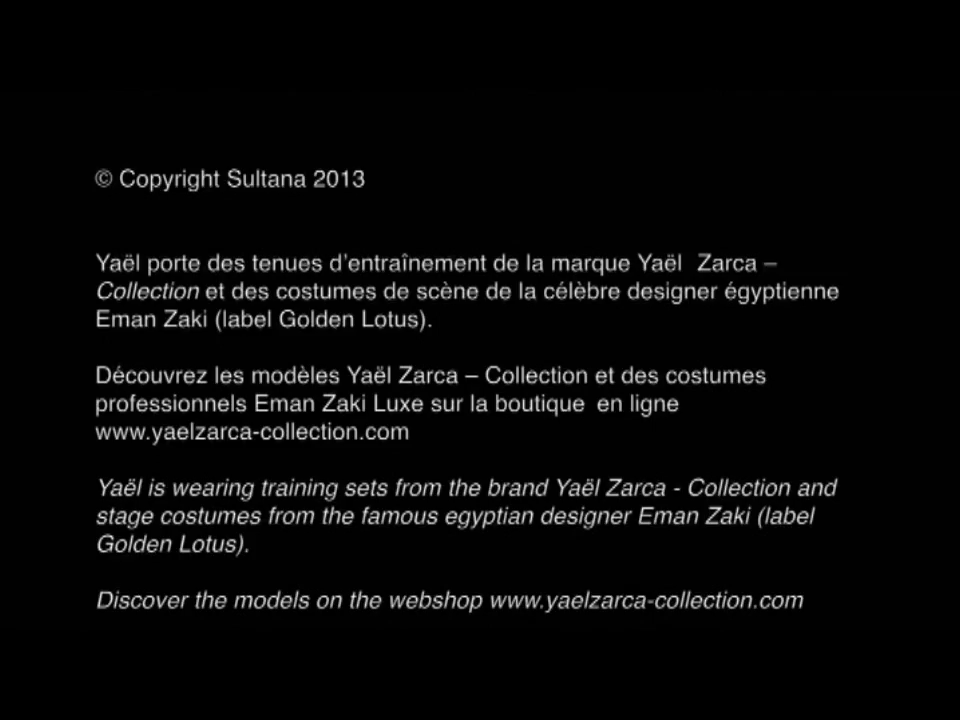 © Copyright Sultana 2013
Yaël porte des tenues d'entraînement de la marque Yaël Zarca –
Collection et des costumes de scène de la célèbre designer égyptienne
Eman Zaki (label Golden Lotus).
Découvrez les modèles Yaël Zarca – Collection et des costumes
professionnels Eman Zaki Luxe sur la boutique en ligne
www.yaelzarca-collection.com
Yaël is wearing training sets from the brand Yaël Zarca - Collection and
stage costumes from the famous egyptian designer Eman Zaki (label
Golden Lotus).
Discover the models on the webshop www.yaelzarca-collection.com